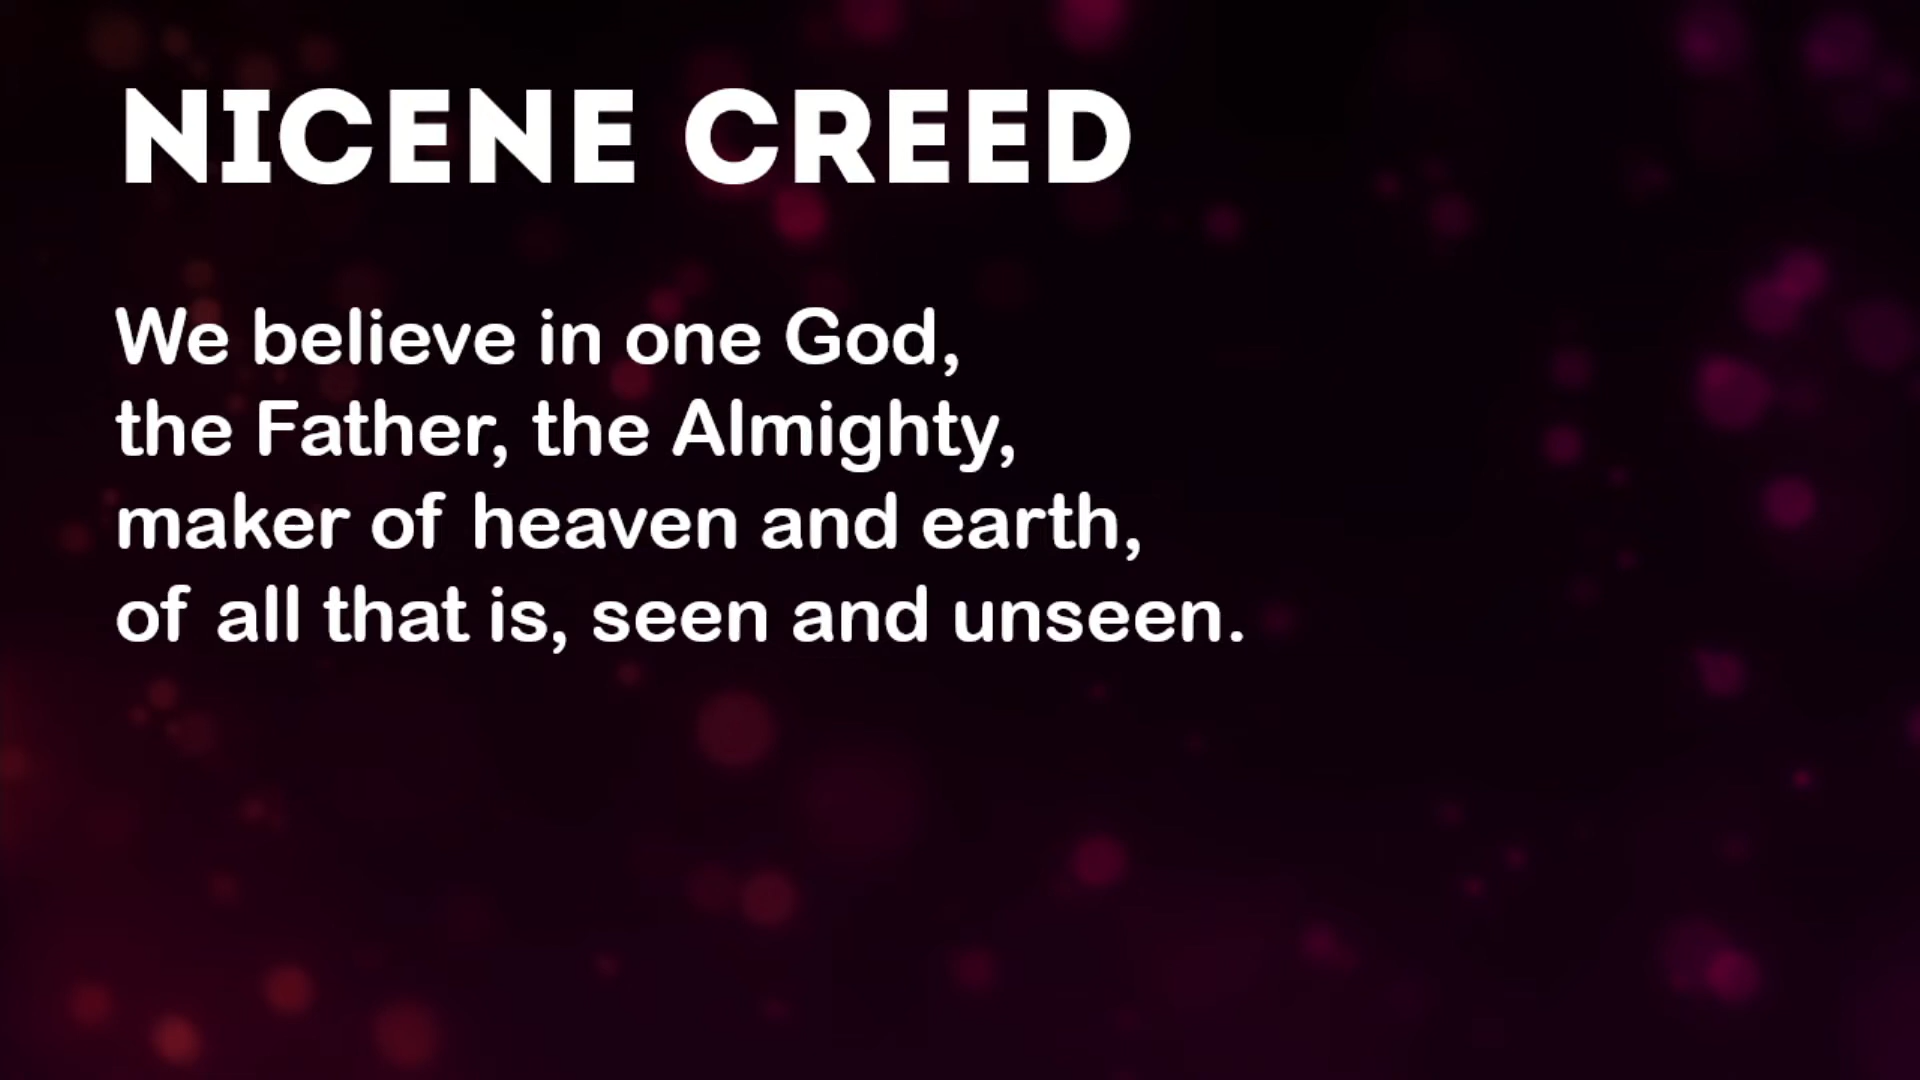 NICENE CREED
We believe in one God,
the Father, the Almighty,
maker of heaven and earth,
of all that is, seen and unseen.